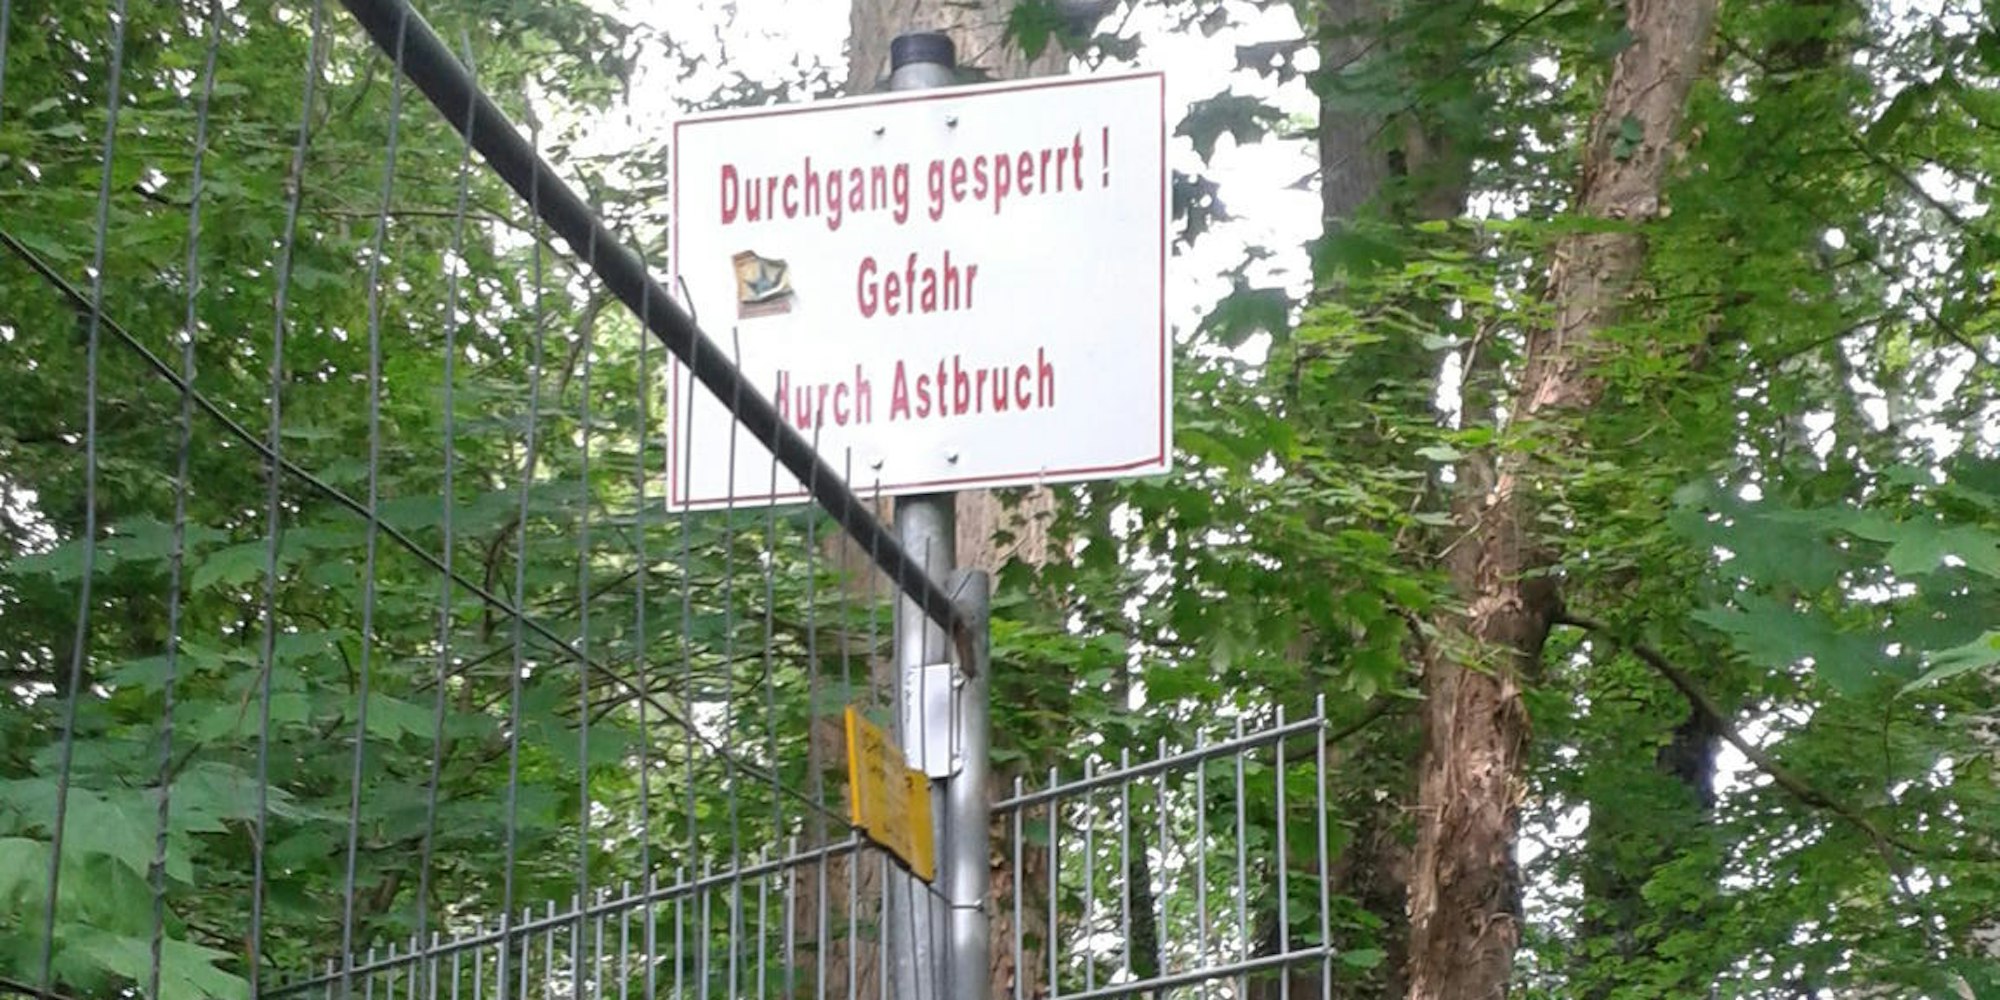 Durchgang gesperrt !
Gefahr
durch Astbruch